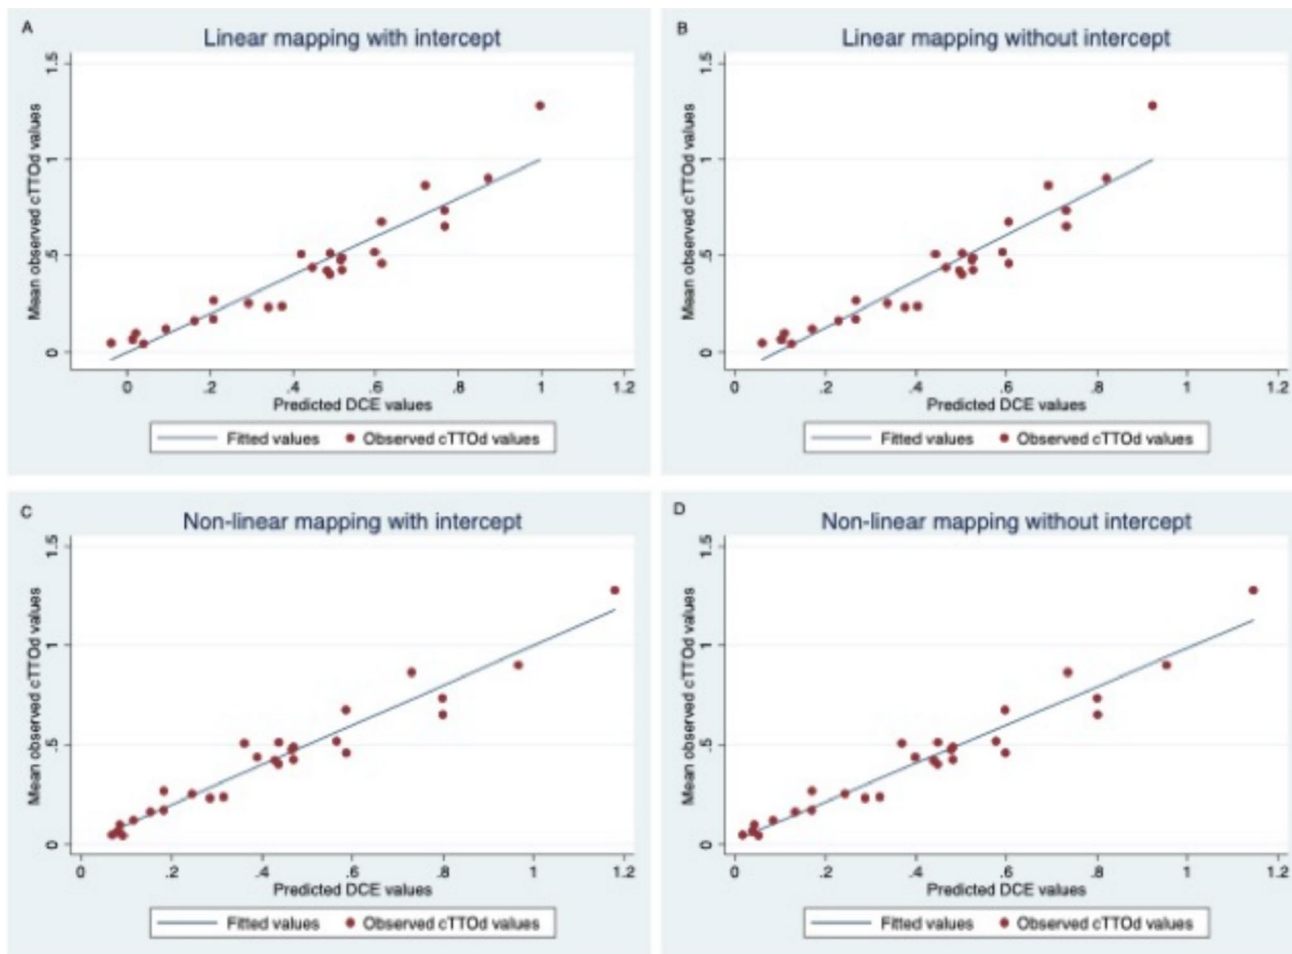 A
Linear mapping with intercept
Mean observed cTTOd values
1.5
1
.5
0
0 .2 .4 .6 .8 1 1.2
Predicted DCE values
Fitted values Observed cTTOd values
B
Linear mapping without intercept
Mean observed cTTOd values
1.5
1
.5
0
0 .2 .4 .6 .8 1 1.2
Predicted DCE values
Fitted values Observed cTTOd values
C
Non-linear mapping with intercept
Mean observed cTTOd values
1.5
1
.5
0
0 .2 .4 .6 .8 1 1.2
Predicted DCE values
Fitted values Observed cTTOd values
D
Non-linear mapping without intercept
Mean observed cTTOd values
1.5
1
.5
0
0 .2 .4 .6 .8 1 1.2
Predicted DCE values
Fitted values Observed cTTOd values